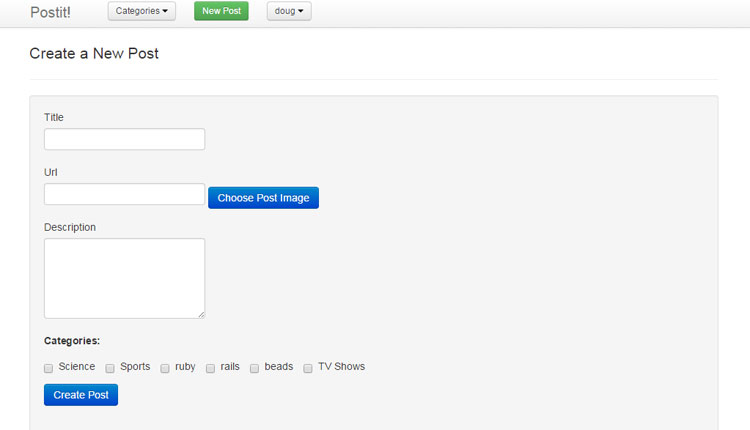 Postit! Categories New Post doug
Create a New Post
Title
Url
Choose Post Image
Description
Categories:
Science Sports ruby rails beads TV Shows
Create Post